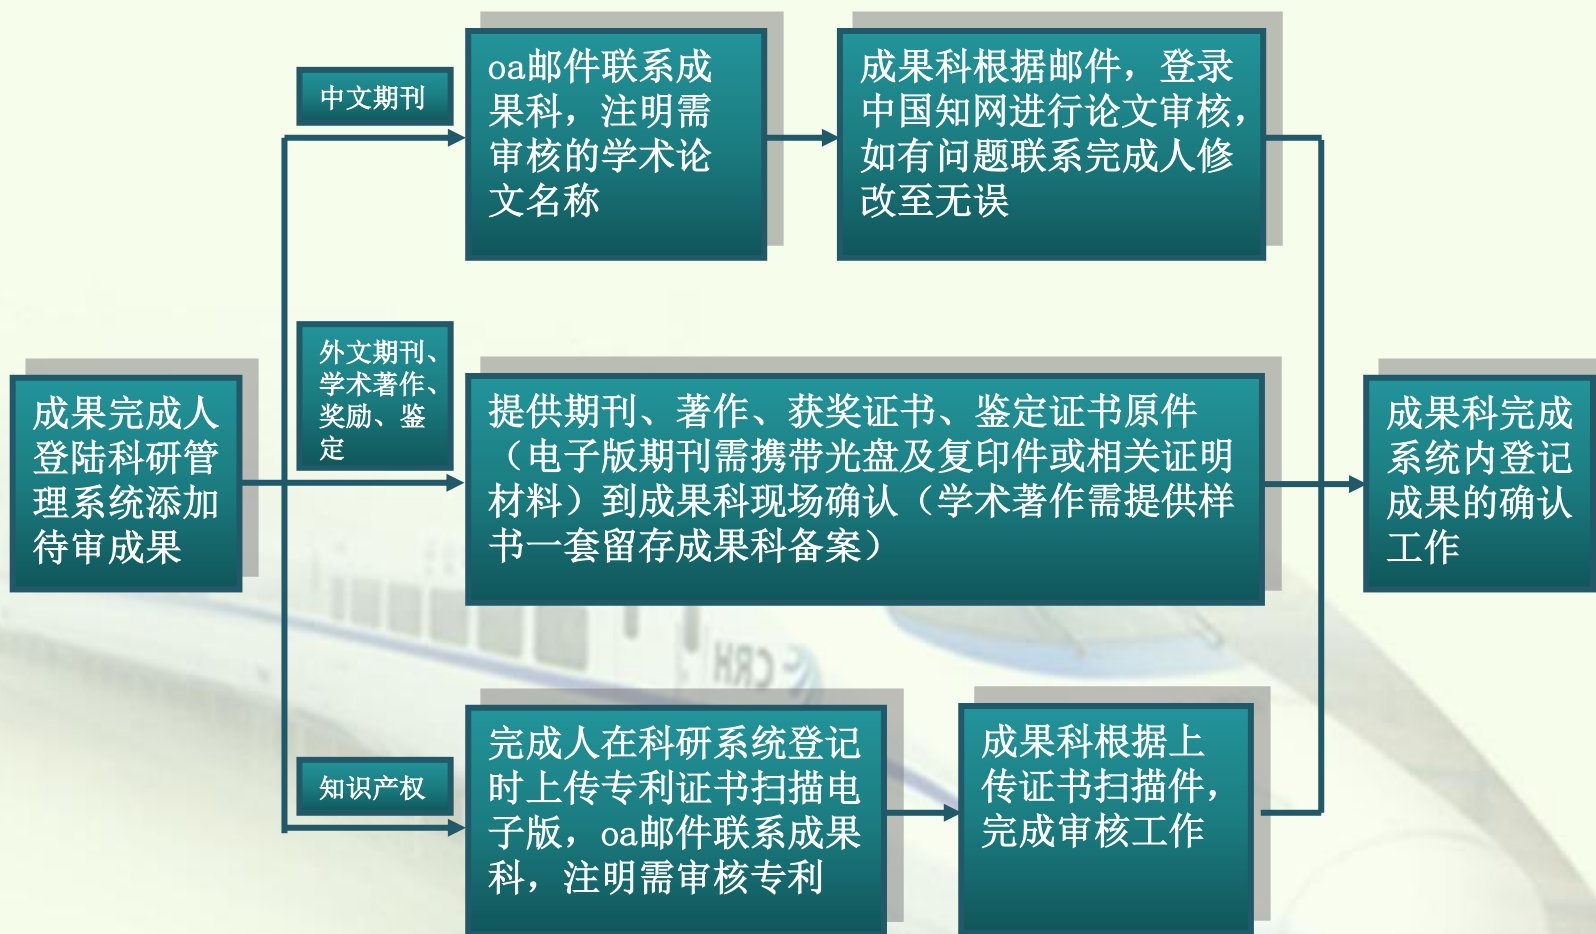 中文期刊
oa邮件联系成
果科，注明需
审核的学术论
文名称
成果科根据邮件，登录
中国知网进行论文审核，
如有问题联系完成人修
改至无误
成果完成人
登陆科研管
理系统添加
待审成果
外文期刊、
学术著作、
奖励、鉴
定
提供期刊、著作、获奖证书、鉴定证书原件
（电子版期刊需携带光盘及复印件或相关证明
材料）到成果科现场确认（学术著作需提供样
书一套留存成果科备案）
成果科完成
系统内登记
成果的确认
工作
CRH
知识产权
完成人在科研系统登记
时上传专利证书扫描电
子版，oa邮件联系成果
科，注明需审核专利
成果科根据上
传证书扫描件，
完成审核工作